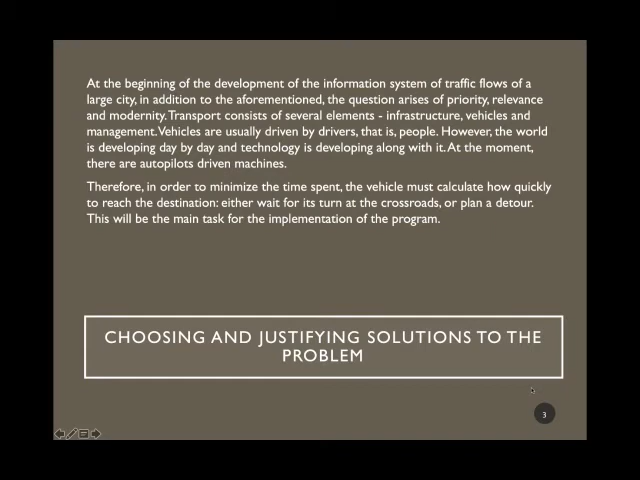 At the beginning of the development of the information system of traffic flows of a
large city, in addition to the aforementioned, the question arises of priority, relevance
and modernity. Transport consists of several elements - infrastructure, vehicles and
management. Vehicles are usually driven by drivers, that is, people. However, the world
is developing day by day and technology is developing along with it. At the moment,
there are autopilots driven machines.
Therefore, in order to minimize the time spent, the vehicle must calculate how quickly
to reach the destination: either wait for its turn at the crossroads, or plan a detour.
This will be the main task for the implementation of the program.
CHOOSING AND JUSTIFYING SOLUTIONS TO THE
PROBLEM
3